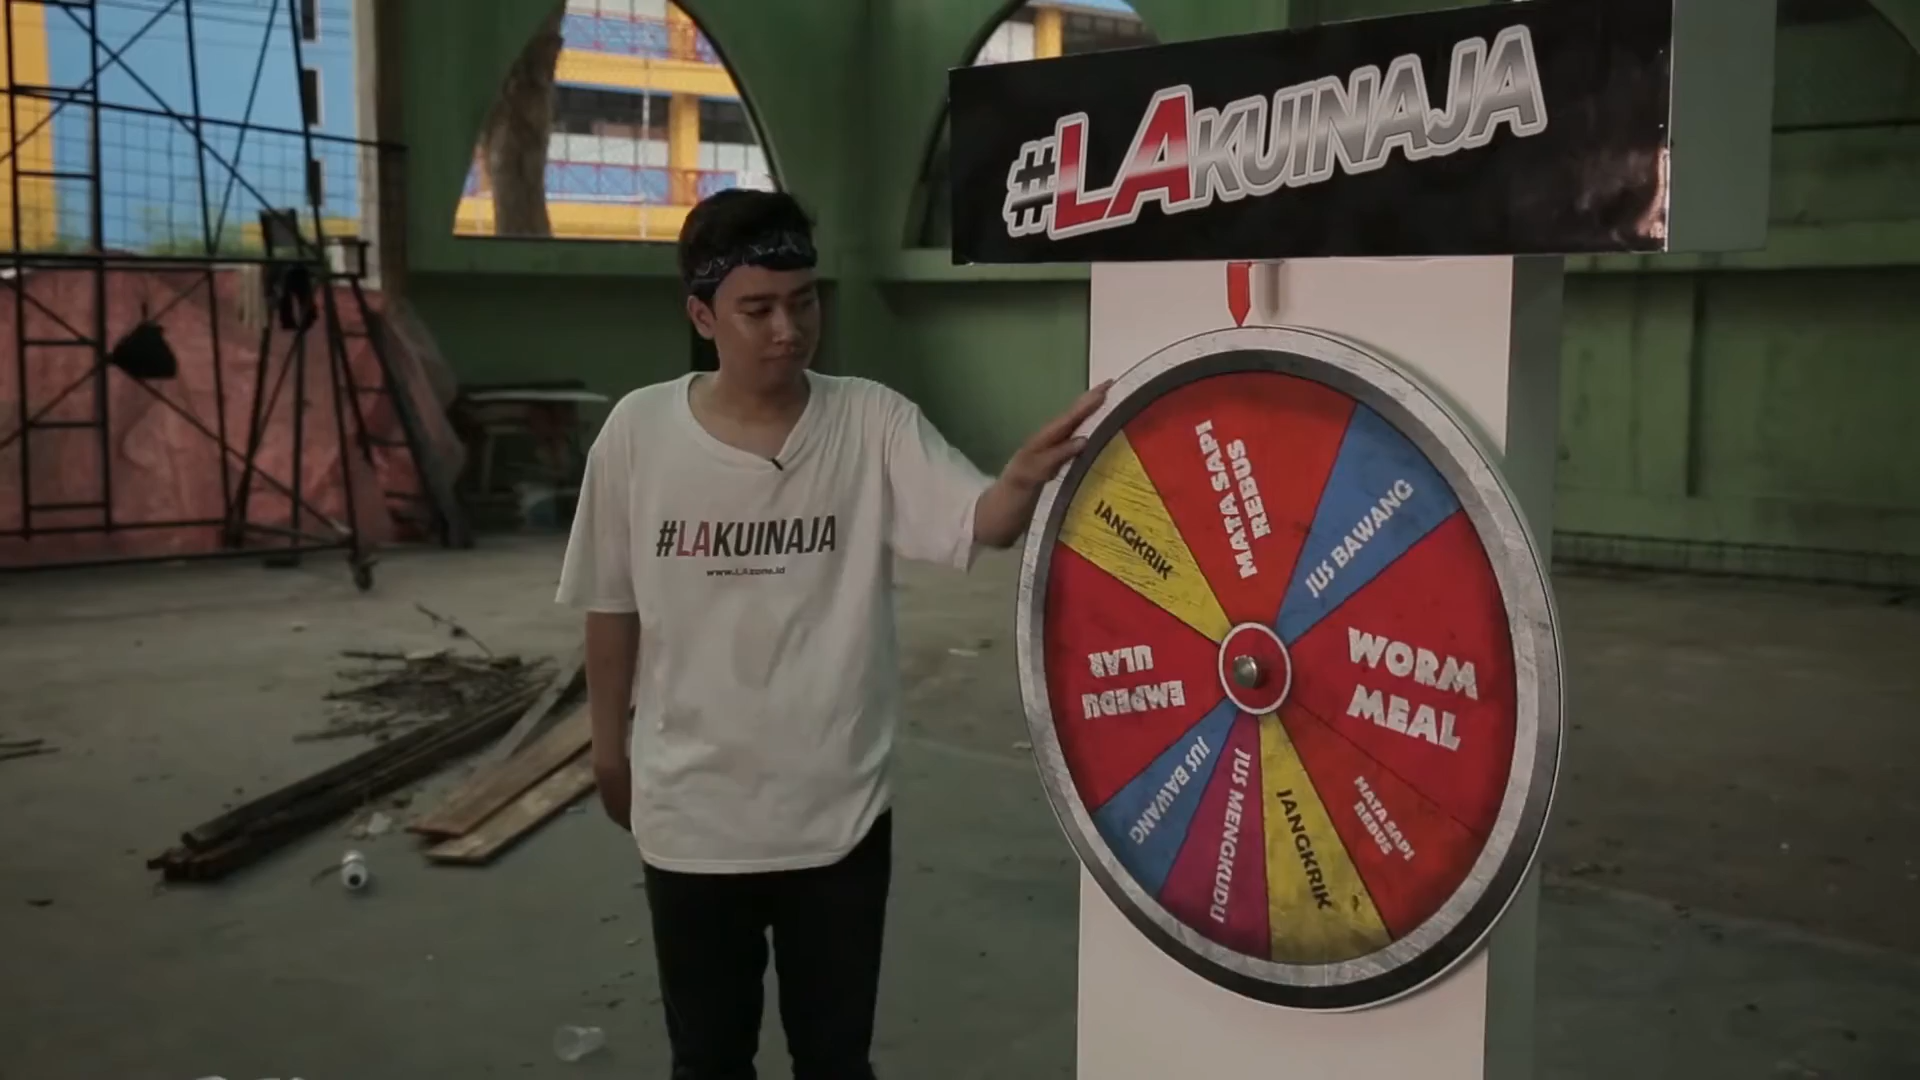 #LAKUINAJA
#LAKUINAJA
www.LAzone.id
MATA SAPI
REBUS
JUS BAWANG
WORM
MEAL
MATA SAPI
REBUS
JANGKRIK
JUS MENGKUDU
JUS BAWANG
EMPEDU
ULAR
JANGKRIK